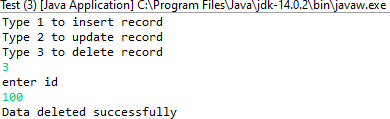 Test (3) [Java Application] C:\Program Files\Java\jdk-14.0.2\bin\javaw.exe
Type 1 to insert record
Type 2 to update record
Type 3 to delete record
3
enter id
100
Data deleted successfully